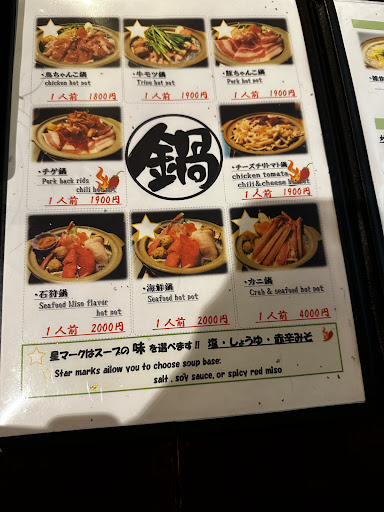 ・鳥ちゃんこ鍋
chicken hot pot
1人前 1800円
・牛モツ鍋
Tripe hot pot
1人前 1900円
・豚ちゃんこ鍋
Pork hot pot
1人前 1900円
・チゲ鍋
Pork back ribs
chili hot pot
1人前 1900円
鍋
・チーズチリトマト鍋
chicken tomato
chili&cheese hot pot
1人前 1900円
・石狩鍋
Seafood Miso flavor
hot pot
1人前 2000円
・海鮮鍋
Seafood hot pot
1人前 2000円
・カニ鍋
Crab & seafood hot pot
1人前 4000円
星マークはスープの 味 を選べます!! 塩・しょうゆ・赤辛みそ
Star marks allow you to choose soup base:
salt , soy sauce, or spicy red miso